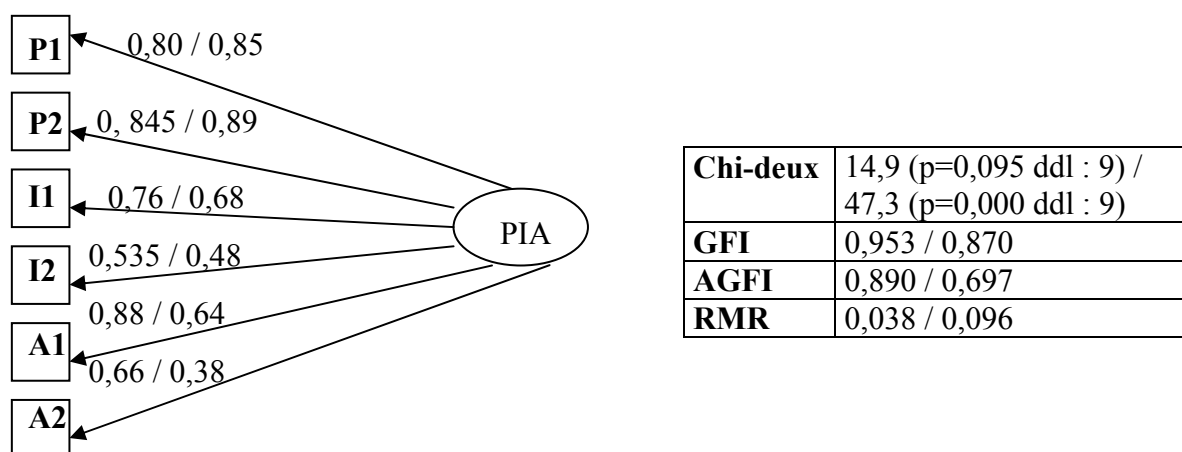 P1
0,80 / 0,85
P2
0, 845 / 0,89
I1
0,76 / 0,68
I2
0,535 / 0,48
A1
0,88 / 0,64
A2
0,66 / 0,38
PIA
Chi-deux 14,9 (p=0,095 ddl : 9) /
47,3 (p=0,000 ddl : 9)
GFI 0,953 / 0,870
AGFI 0,890 / 0,697
RMR 0,038 / 0,096